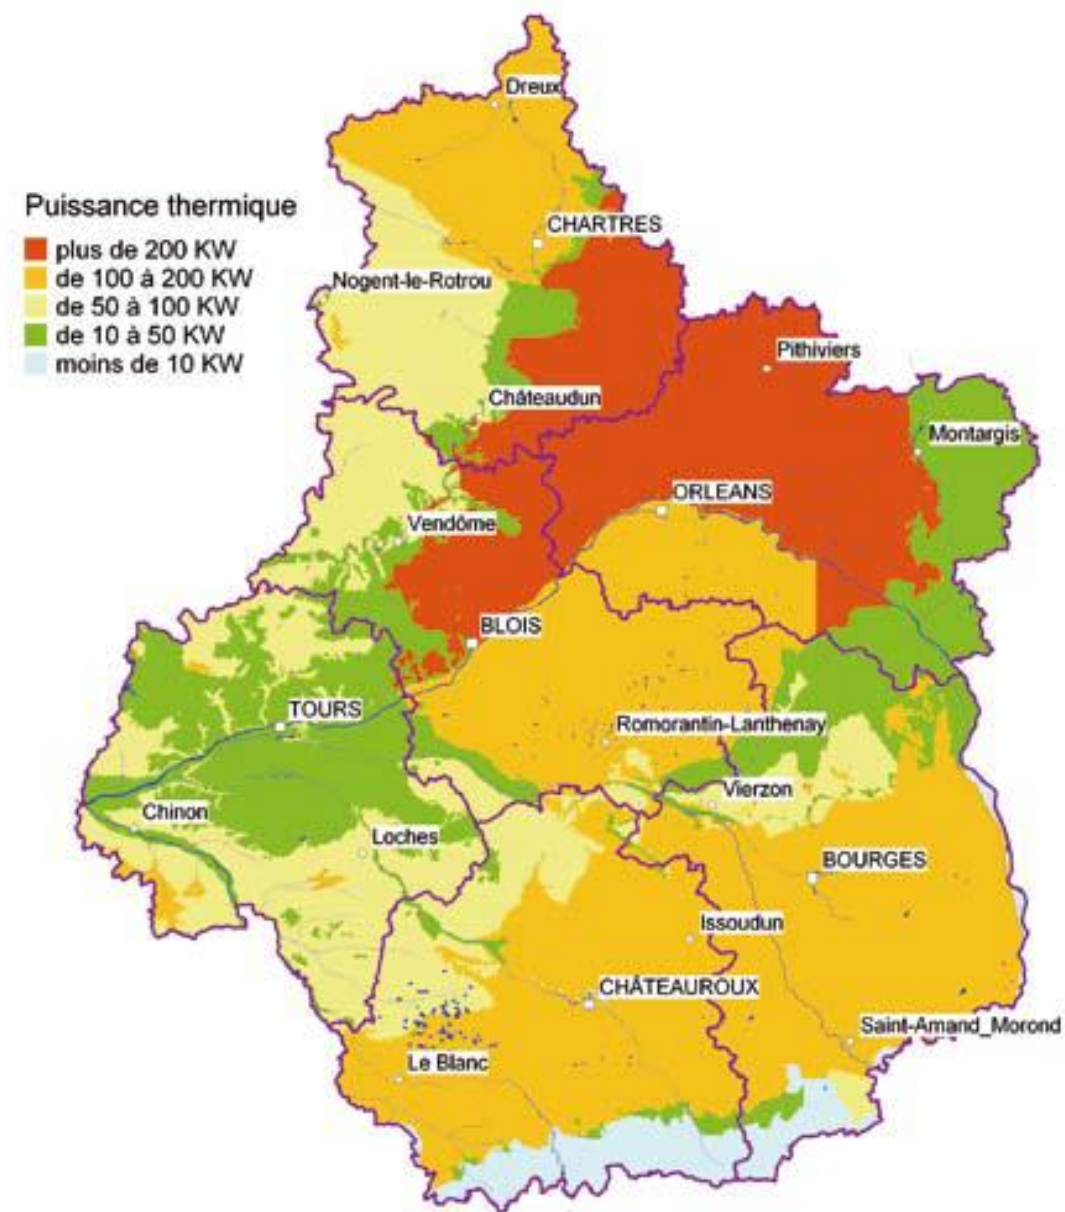 Dreux
Puissance thermique
plus de 200 KW
de 100 à 200 KW
de 50 à 100 KW
de 10 à 50 KW
moins de 10 KW
CHARTRES
Nogent-le-Rotrou
Pithiviers
Châteaudun
Montargis
ORLEANS
Vendôme
BLOIS
TOURS
Romorantin-Lanthenay
Vierzon
Chinon
Loches
BOURGES
Issoudun
CHÂTEAUROUX
Saint-Amand_Morond
Le Blanc